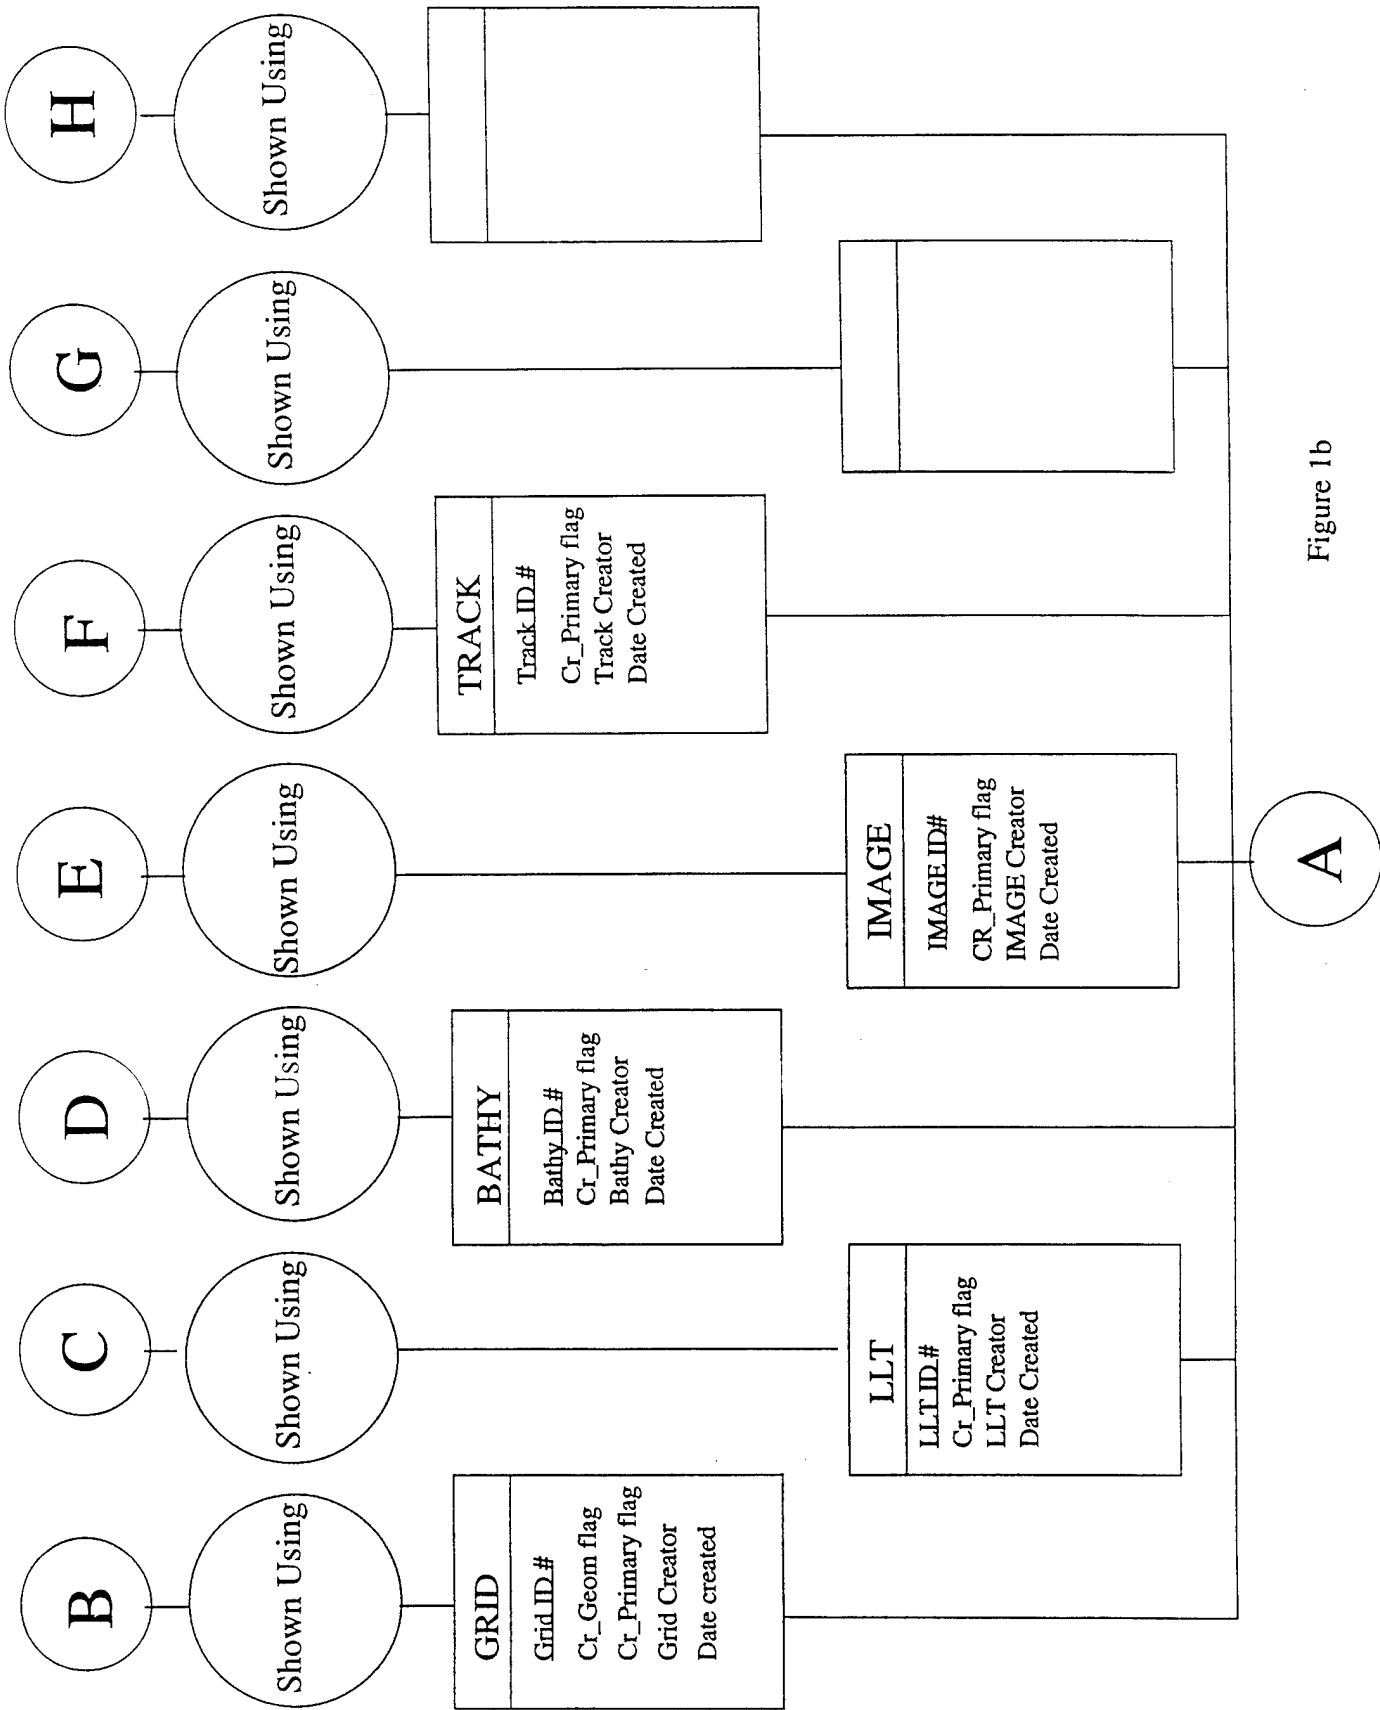 B
C
D
E
F
G
H
Shown Using
Shown Using
Shown Using
Shown Using
Shown Using
Shown Using
Shown Using
GRID
Grid ID #
Cr_Geom flag
Cr_Primary flag
Grid Creator
Date created
LLT
LLT ID #
Cr_Primary flag
LLT Creator
Date Created
BATHY
Bathy ID #
Cr_Primary flag
Bathy Creator
Date Created
IMAGE
IMAGE ID#
CR_Primary flag
IMAGE Creator
Date Created
TRACK
Track ID #
Cr_Primary flag
Track Creator
Date Created
A
Figure 1b